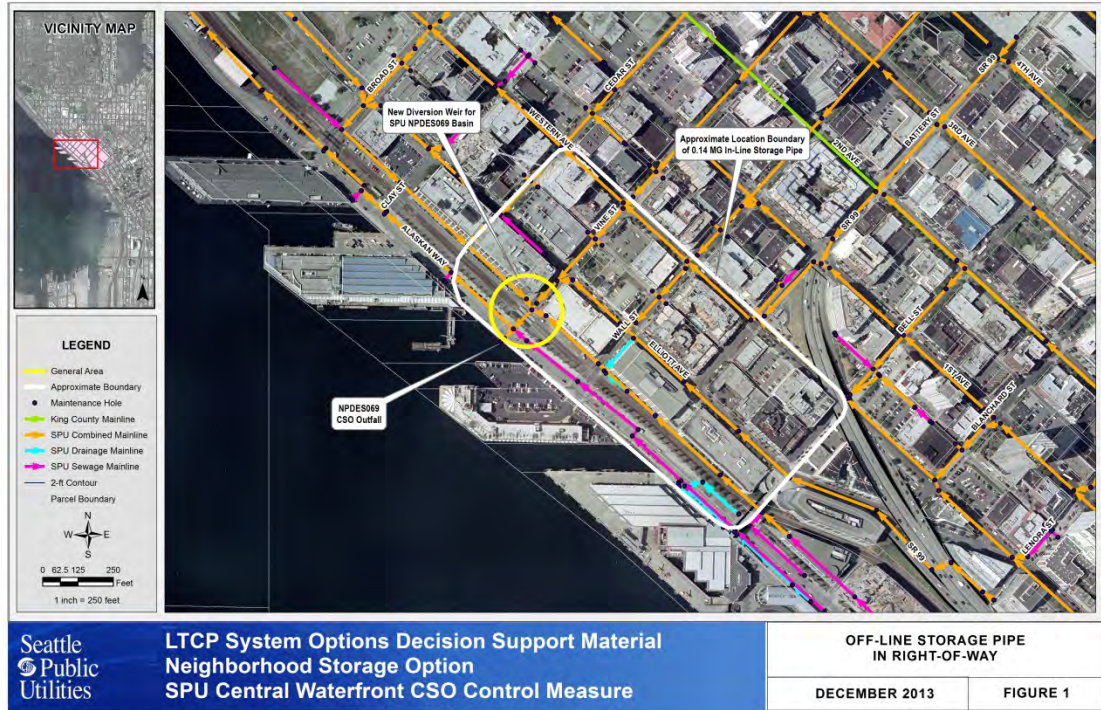 VICINITY MAP
LEGEND
General Area
Approximate Boundary
Maintenance Hole
King County Mainline
SPU Combined Mainline
SPU Drainage Mainline
SPU Sewage Mainline
2-ft Contour
Parcel Boundary
N
W E
S
0 62.5 125 250
Feet
1 inch = 250 feet
BROAD ST
CEDAR ST
SR 99
4TH AVE
New Diversion Weir for
SPU NPDES069 Basin
WESTERN AVE
Approximate Location Boundary
of 0.14 MG In-Line Storage Pipe
2ND AVE
BATTERY ST
3RD AVE
CLAY ST
VINE ST
SR 99
ALASKAN WAY
WALL ST
ELLIOTT AVE
BELL ST
1ST AVE
BLANCHARD ST
NPDES069
CSO Outfall
SR 99
LENORA ST
Seattle
Public
Utilities
LTCP System Options Decision Support Material
Neighborhood Storage Option
SPU Central Waterfront CSO Control Measure
OFF-LINE STORAGE PIPE
IN RIGHT-OF-WAY
DECEMBER 2013
FIGURE 1